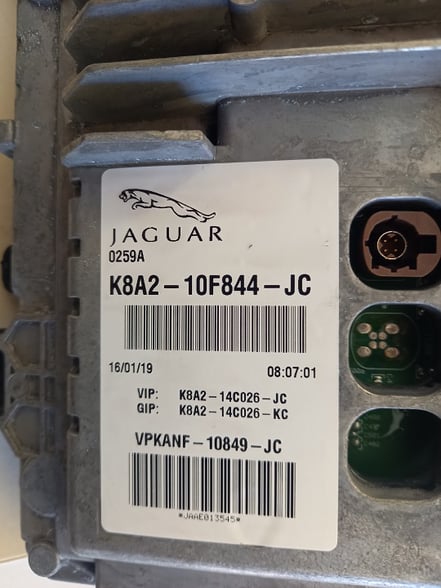 JAGUAR
0259A
K8A2-10F844-JC
16/01/19 08:07:01
VIP: K8A2-14C026-JC
GIP: K8A2-14C026-KC
VPKANF-10849-JC
*JAAE013545*